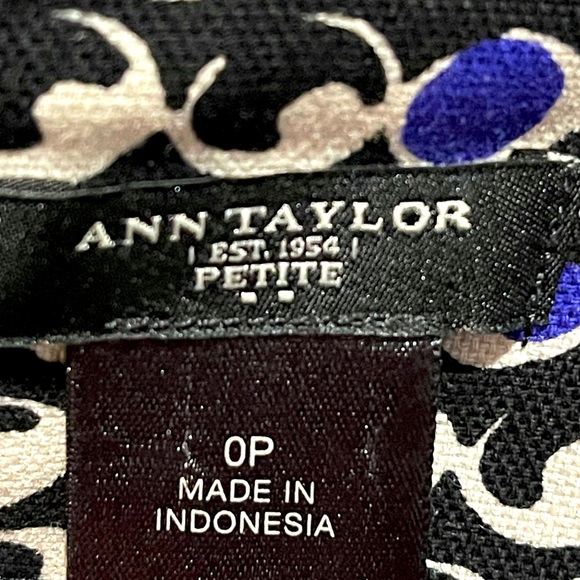 ANN TAYLOR
EST. 1954
PETITE
0P
MADE IN
INDONESIA